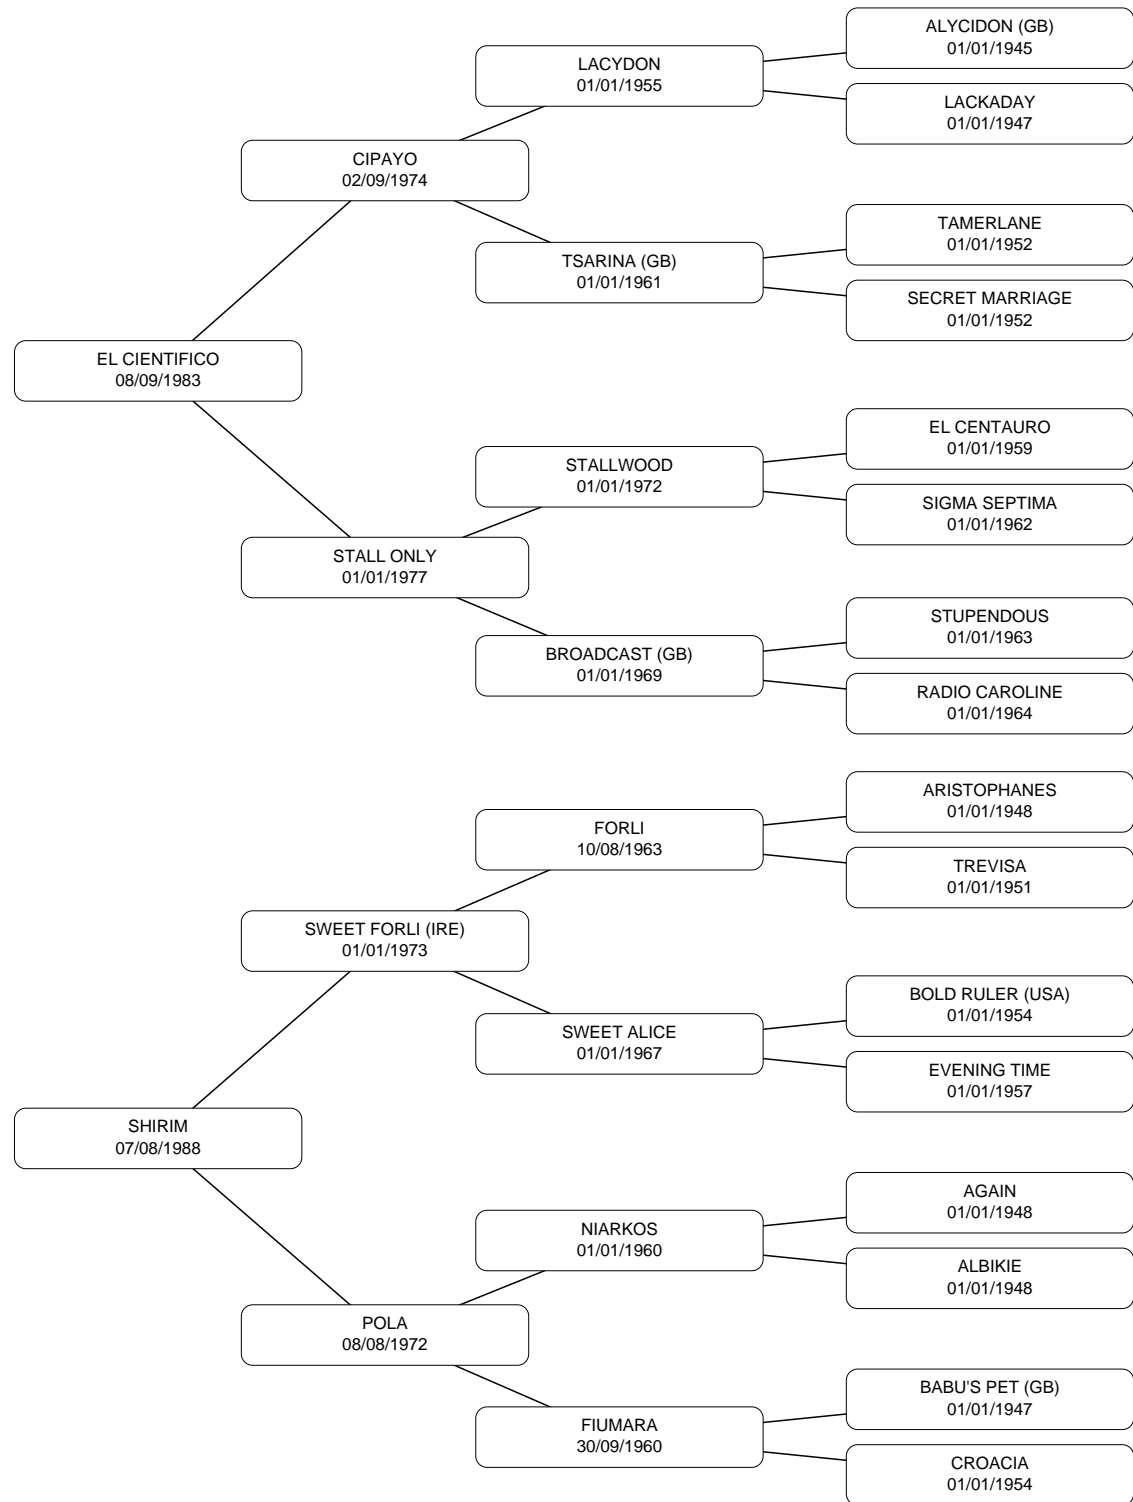 ALYCIDON (GB)
01/01/1945
LACYDON
01/01/1955
LACKADAY
01/01/1947
CIPAYO
02/09/1974
TAMERLANE
01/01/1952
TSARINA (GB)
01/01/1961
SECRET MARRIAGE
01/01/1952
EL CIENTIFICO
08/09/1983
EL CENTAURO
01/01/1959
STALLWOOD
01/01/1972
SIGMA SEPTIMA
01/01/1962
STALL ONLY
01/01/1977
STUPENDOUS
01/01/1963
BROADCAST (GB)
01/01/1969
RADIO CAROLINE
01/01/1964
ARISTOPHANES
01/01/1948
FORLI
10/08/1963
TREVISA
01/01/1951
SWEET FORLI (IRE)
01/01/1973
BOLD RULER (USA)
01/01/1954
SWEET ALICE
01/01/1967
EVENING TIME
01/01/1957
SHIRIM
07/08/1988
AGAIN
01/01/1948
NIARKOS
01/01/1960
ALBIKIE
01/01/1948
POLA
08/08/1972
BABU'S PET (GB)
01/01/1947
FIUMARA
30/09/1960
CROACIA
01/01/1954